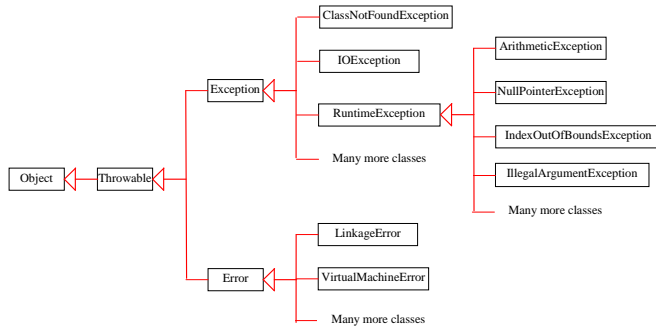 ClassNotFoundException
ArithmeticException
IOException
Exception
NullPointerException
RuntimeException
IndexOutOfBoundsException
Many more classes
Object
Throwable
IllegalArgumentException
Many more classes
LinkageError
Error
VirtualMachineError
Many more classes